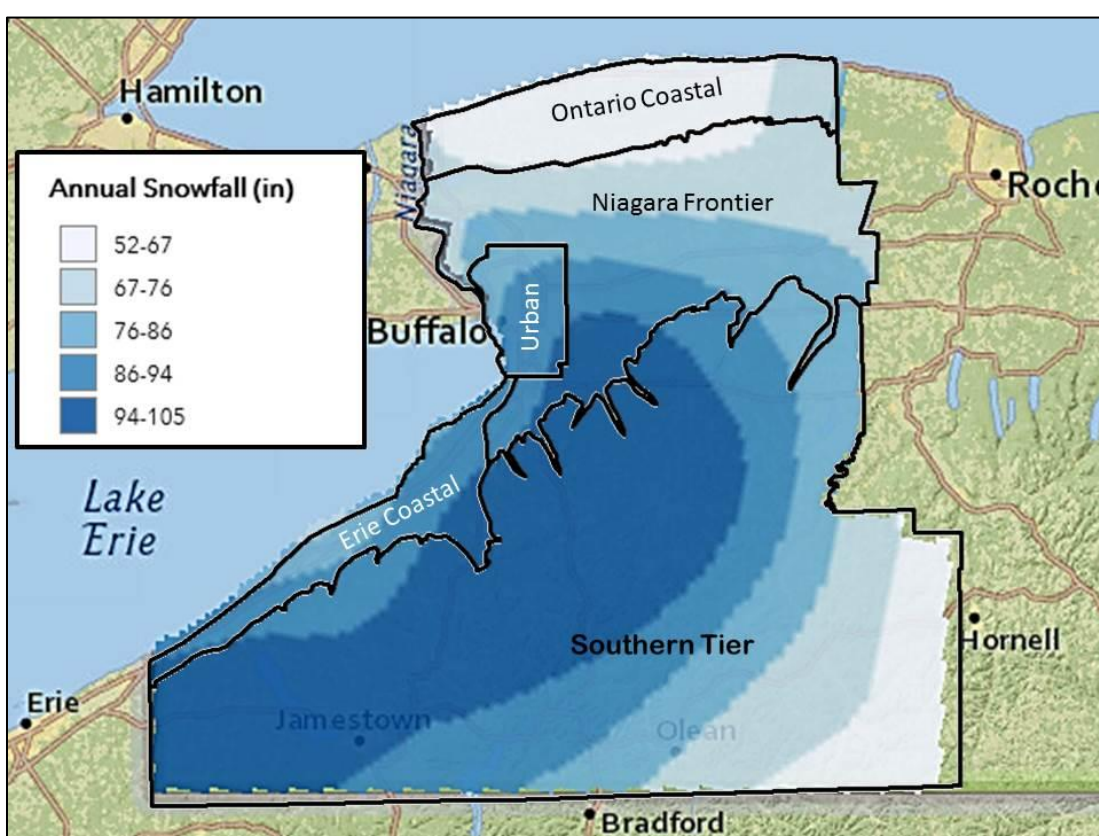 Hamilton
Ontario Coastal
Niagara
Annual Snowfall (in)
52-67
67-76
76-86
86-94
94-105
Niagara Frontier
Roche
Buffalo
Urban
Lake
Erie
Erie Coastal
Southern Tier
Hornell
Erie
Jamestown
Olean
Bradford